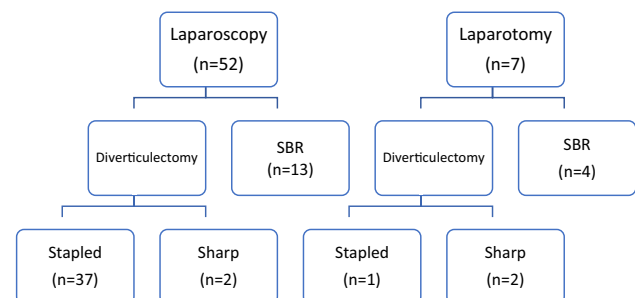 Laparoscopy
(n=52)
Laparotomy
(n=7)
Diverticulectomy
SBR
(n=13)
Diverticulectomy
SBR
(n=4)
Stapled
(n=37)
Sharp
(n=2)
Stapled
(n=1)
Sharp
(n=2)